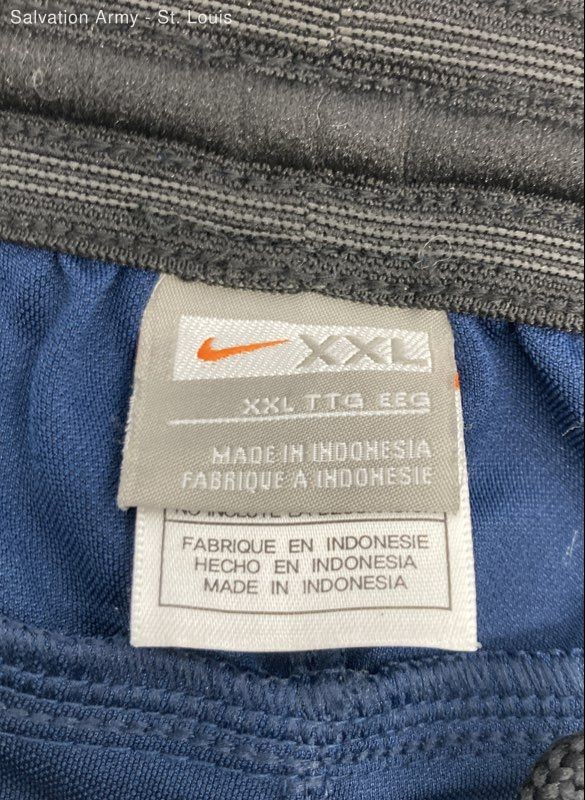 Salvation Army - St. Louis
XXL
XXL TTG EEG
MADE IN INDONESIA
FABRIQUÉ À INDONESIE
FABRIQUE EN INDONESIE
HECHO EN INDONESIA
MADE IN INDONESIA